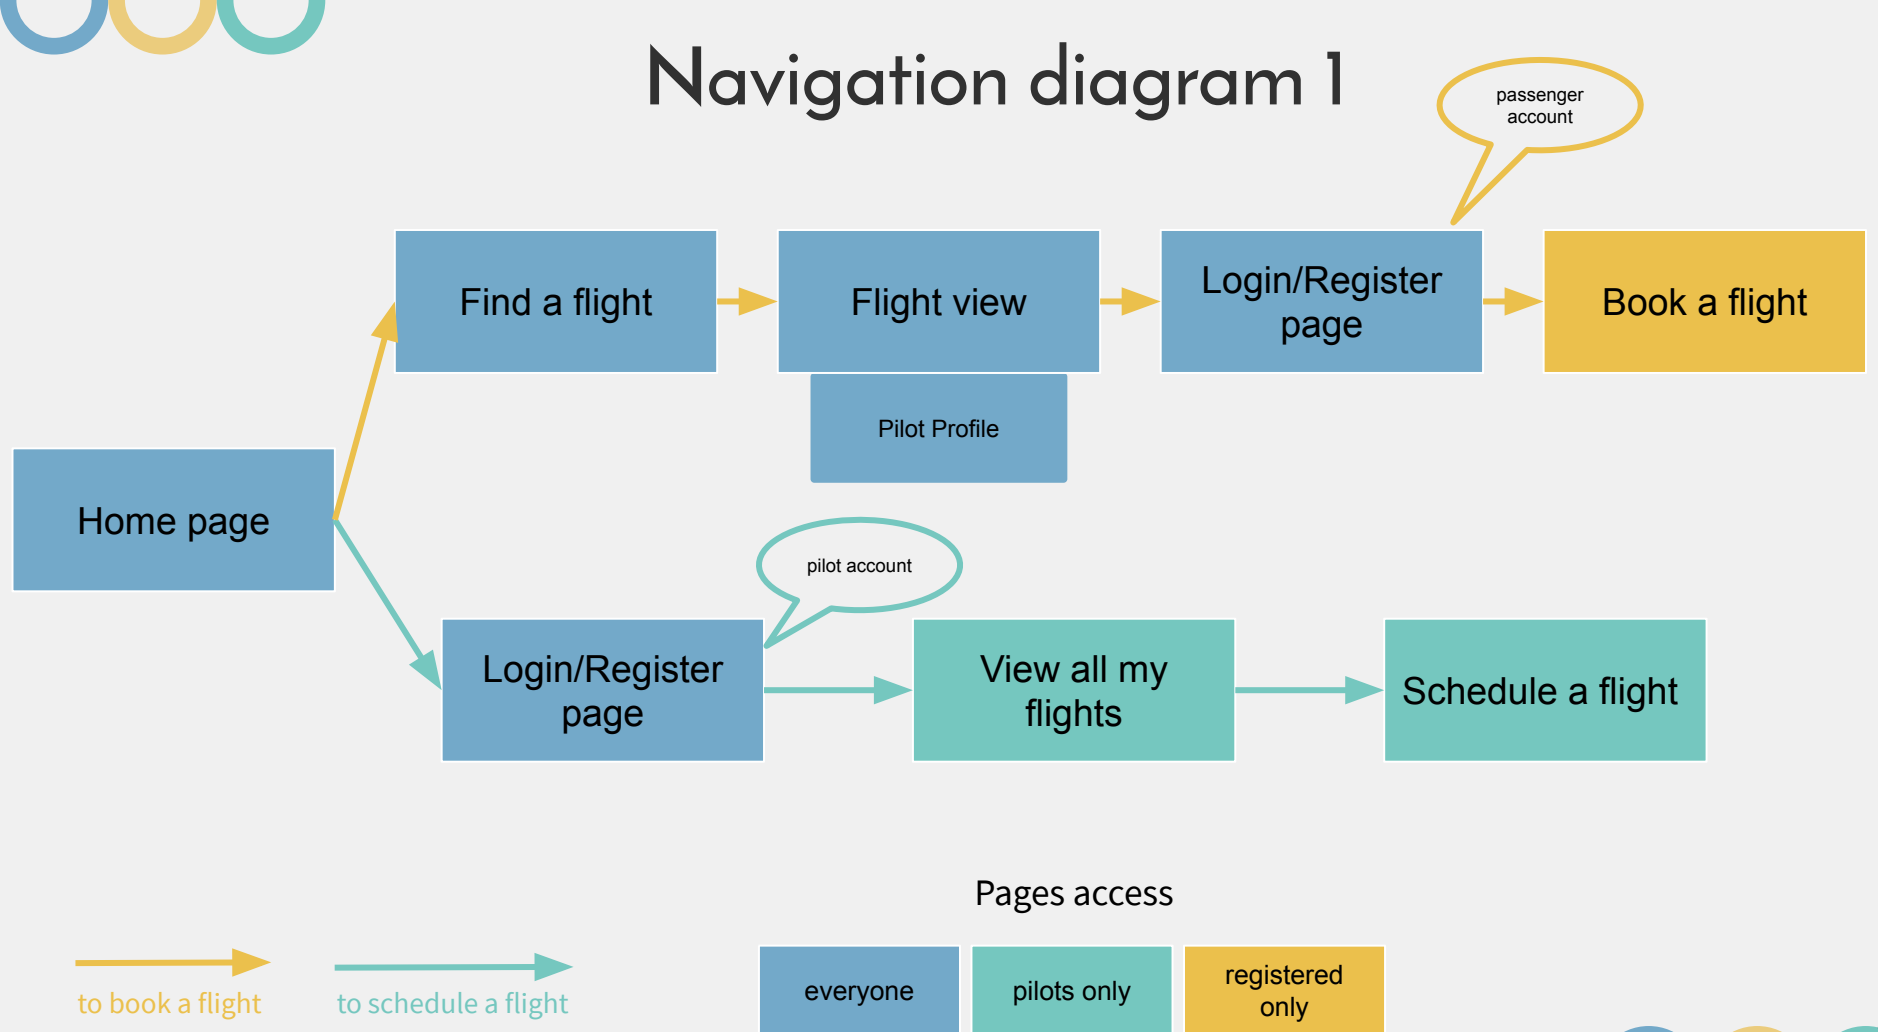 Navigation diagram 1
passenger
account
Find a flight
Flight view
Login/Register
page
Book a flight
Pilot Profile
Home page
pilot account
Login/Register
page
View all my
flights
Schedule a flight
Pages access
to book a flight
to schedule a flight
everyone
pilots only
registered
only